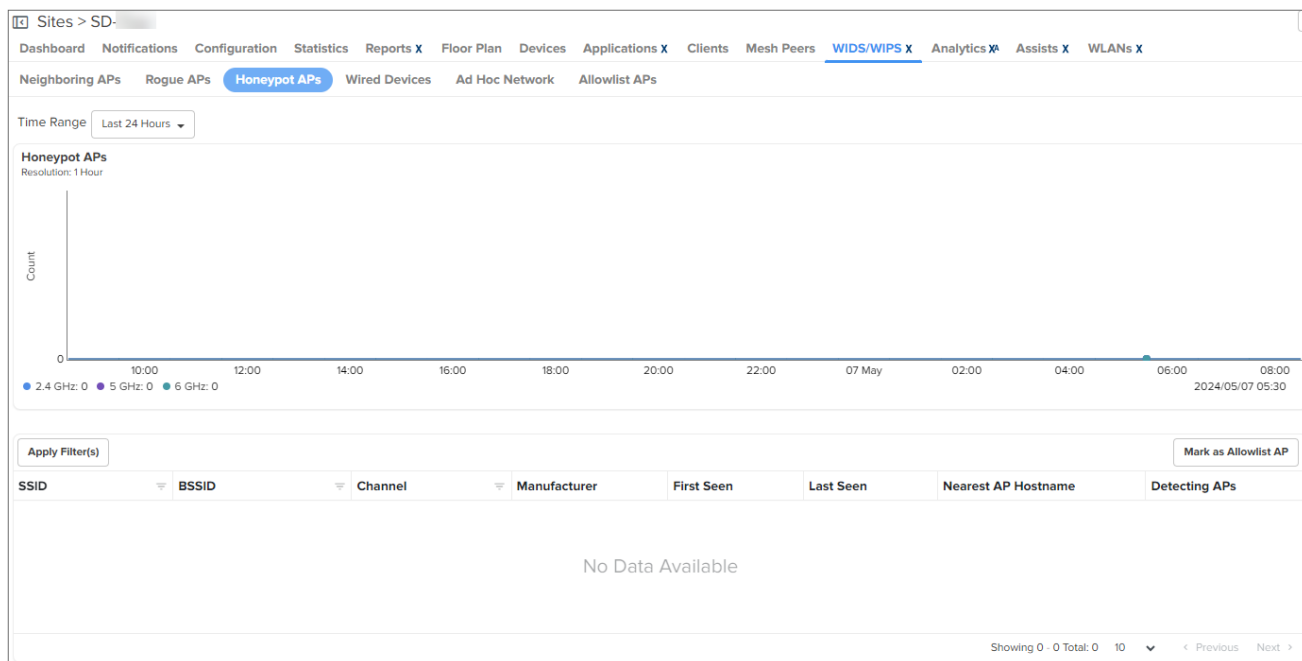 Sites > SD-
Dashboard Notifications Configuration Statistics Reports X Floor Plan Devices Applications X Clients Mesh Peers WIDS/WIPS X Analytics XA Assists X WLANs X
Neighboring APs Rogue APs Honeypot APs Wired Devices Ad Hoc Network Allowlist APs
Time Range Last 24 Hours
Honeypot APs
Resolution: 1 Hour
Count
0
10:00 12:00 14:00 16:00 18:00 20:00 22:00 07 May 02:00 04:00 06:00 08:00
2.4 GHz: 0 5 GHz: 0 6 GHz: 0 2024/05/07 05:30
Apply Filter(s) Mark as Allowlist AP
SSID BSSID Channel Manufacturer First Seen Last Seen Nearest AP Hostname Detecting APs
No Data Available
Showing 0 - 0 Total: 0 10 < Previous Next >